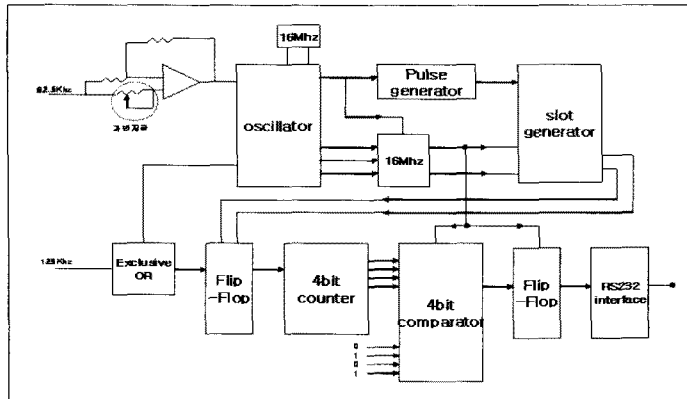 16Mhz
62.5Khz
oscillator
Pulse
generator
slot
generator
16Mhz
125Khz
Exclusive
OR
Flip
-Flop
4bit
counter
4bit
comparator
Flip
-Flop
RS232
interface
0
1
0
1